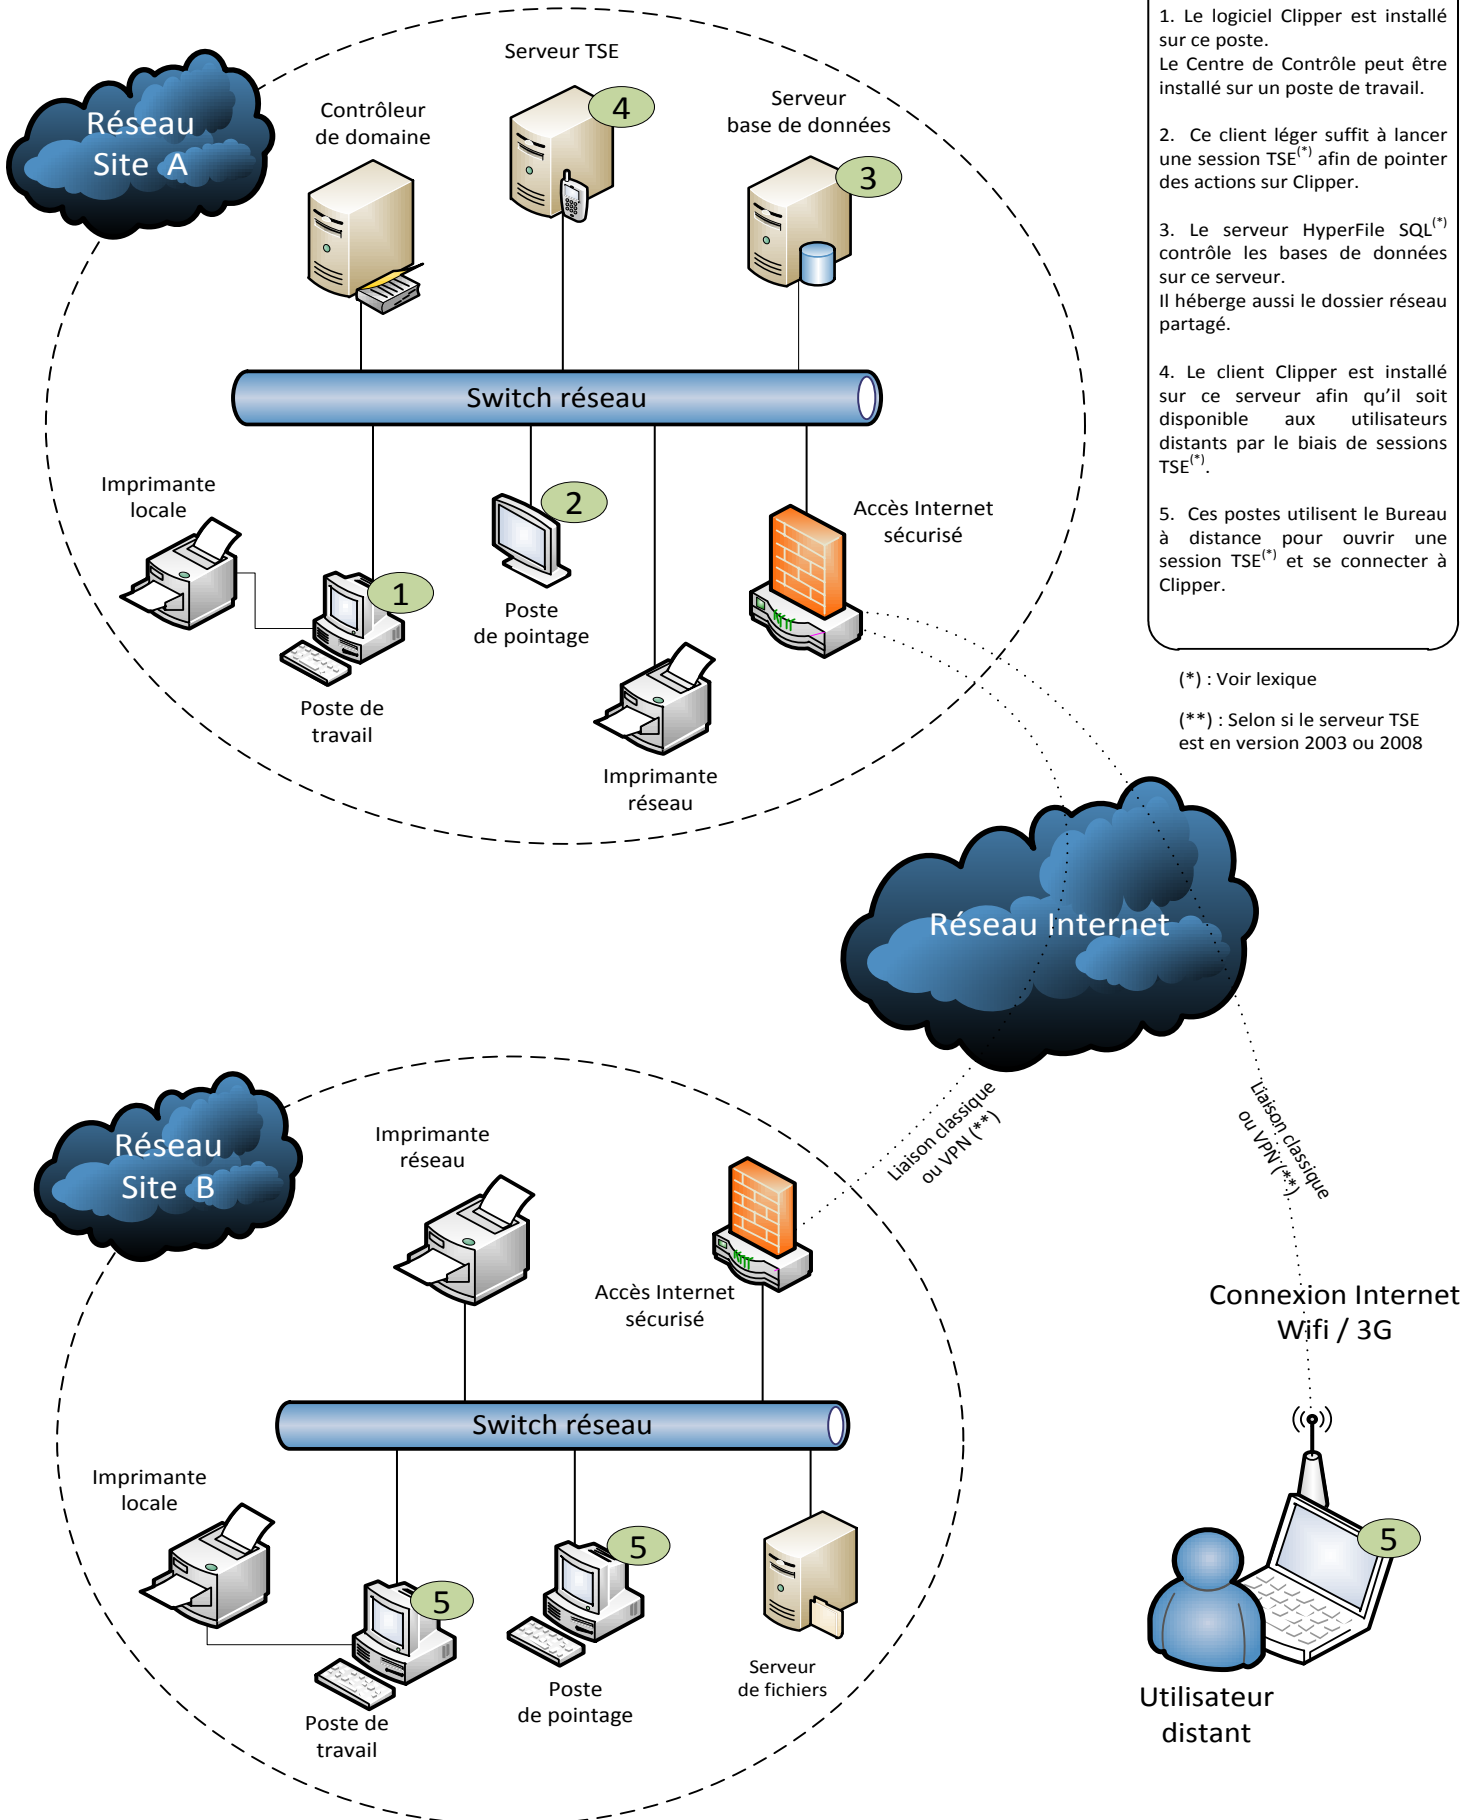 Réseau
Site A
Serveur TSE
4
Contrôleur
de domaine
Serveur
base de données
3
Switch réseau
Imprimante
locale
1
Poste de
travail
2
Poste
de pointage
Imprimante
réseau
Accès Internet
sécurisé
1. Le logiciel Clipper est installé
sur ce poste.
Le Centre de Contrôle peut être
installé sur un poste de travail.
2. Ce client léger suffit à lancer
une session TSE(*) afin de pointer
des actions sur Clipper.
3. Le serveur HyperFile SQL(*)
contrôle les bases de données
sur ce serveur.
Il héberge aussi le dossier réseau
partagé.
4. Le client Clipper est installé
sur ce serveur afin qu’il soit
disponible aux utilisateurs
distants par le biais de sessions
TSE(*).
5. Ces postes utilisent le Bureau
à distance pour ouvrir une
session TSE(*) et se connecter à
Clipper.
(*) : Voir lexique
(**) : Selon si le serveur TSE
est en version 2003 ou 2008
Réseau Internet
Liaison classique
ou VPN (**)
Liaison classique
ou VPN (**)
Réseau
Site B
Imprimante
réseau
Accès Internet
sécurisé
Switch réseau
Imprimante
locale
5
Poste de
travail
5
Poste
de pointage
Serveur
de fichiers
Connexion Internet
Wifi / 3G
5
Utilisateur
distant